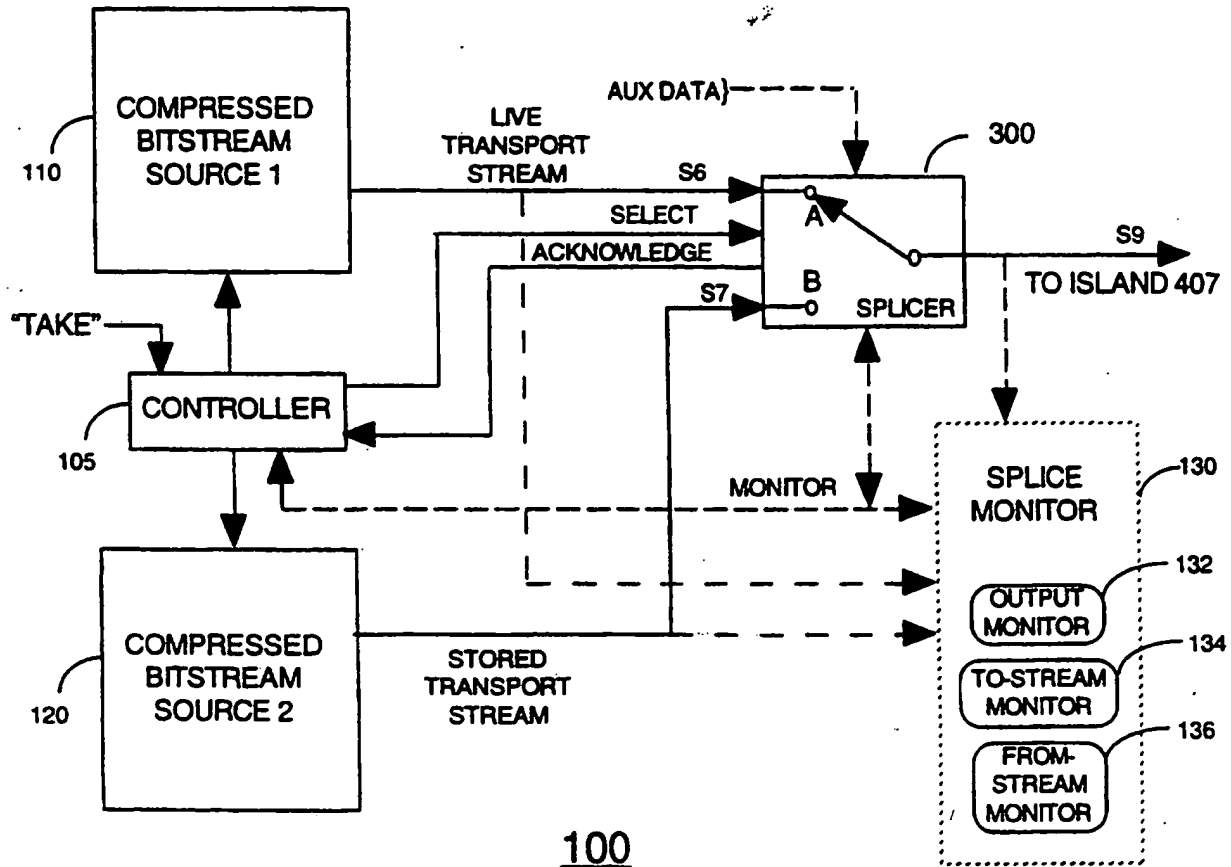 COMPRESSED
BITSTREAM
SOURCE 1
110
LIVE
TRANSPORT
STREAM
AUX DATA}
300
S6
SELECT
ACKNOWLEDGE
S7
A
B
SPLICER
S9
TO ISLAND 407
"TAKE"
CONTROLLER
105
MONITOR
SPLICE
MONITOR
130
OUTPUT
MONITOR
132
TO-STREAM
MONITOR
134
FROM-
STREAM
MONITOR
136
COMPRESSED
BITSTREAM
SOURCE 2
120
STORED
TRANSPORT
STREAM
100